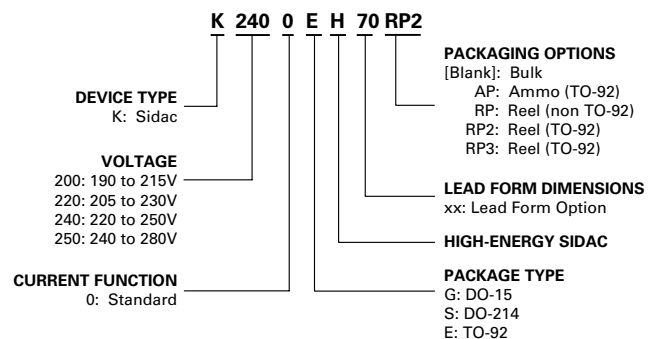 K 240 0 E H 70 RP2
DEVICE TYPE
K: Sidac
VOLTAGE
200: 190 to 215V
220: 205 to 230V
240: 220 to 250V
250: 240 to 280V
CURRENT FUNCTION
0: Standard
PACKAGING OPTIONS
[Blank]: Bulk
AP: Ammo (TO-92)
RP: Reel (non TO-92)
RP2: Reel (TO-92)
RP3: Reel (TO-92)
LEAD FORM DIMENSIONS
xx: Lead Form Option
HIGH-ENERGY SIDAC
PACKAGE TYPE
G: DO-15
S: DO-214
E: TO-92